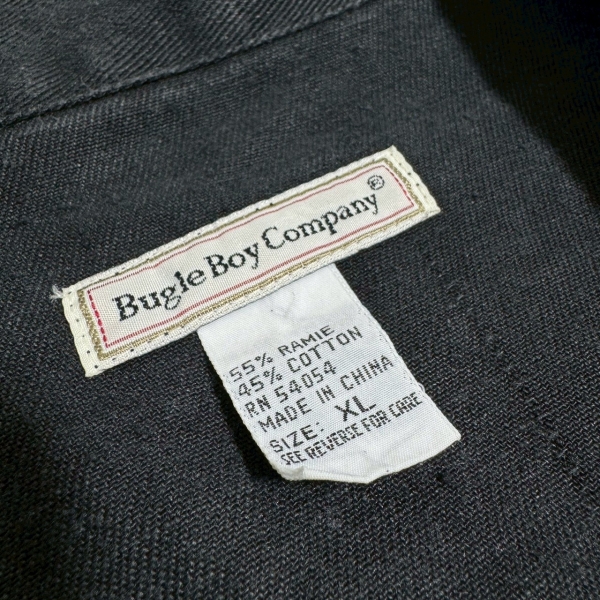 Bugle Boy Company®
55% RAMIE
45% COTTON
RN 54054
MADE IN CHINA
SIZE: XL
SEE REVERSE FOR CARE